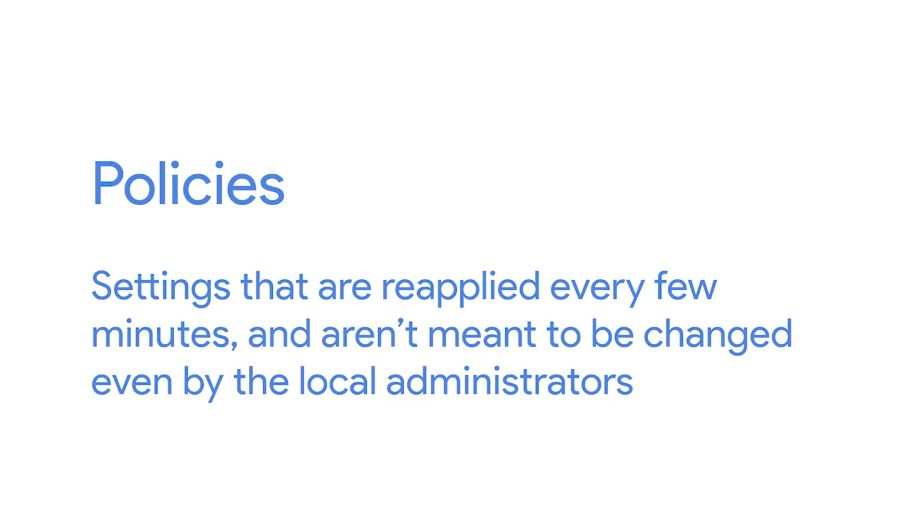 Policies
Settings that are reapplied every few
minutes, and aren’t meant to be changed
even by the local administrators